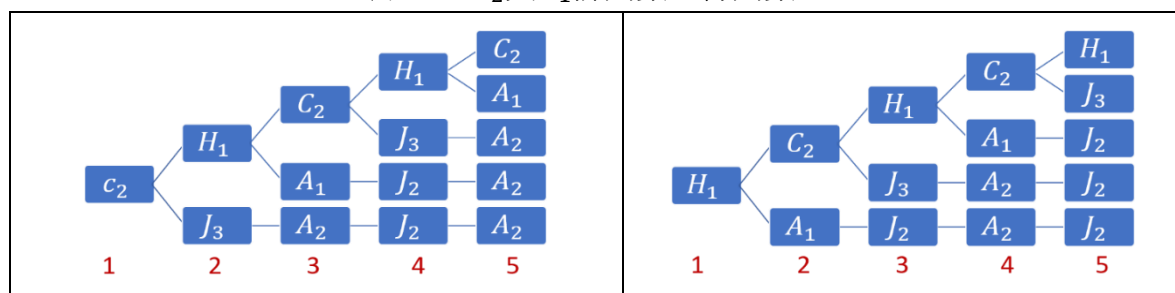 C₂
H₁
A₁
C₂
J₃ A₂
H₁
A₁ J₂ A₂
c₂
J₃ A₂ J₂ A₂
1 2 3 4 5
H₁
C₂
J₃
H₁
A₁ J₂
C₂
J₃ A₂ J₂
H₁
A₁ J₂ A₂ J₂
1 2 3 4 5